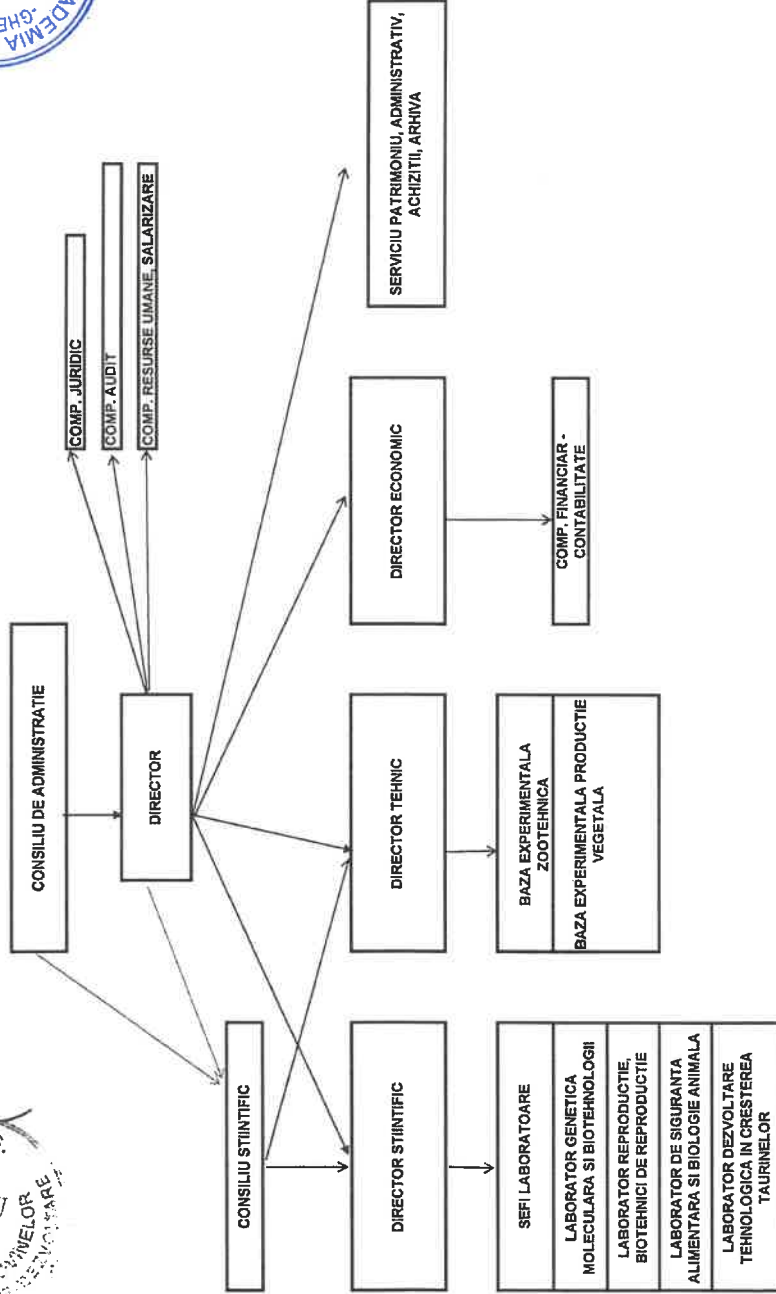 ADEMIA
CONSILIU DE ADMINISTRATIE
DIRECTOR
COMP. JURIDIC
COMP. AUDIT
COMP. RESURSE UMANE, SALARIZARE
CONSILIU STIINTIFIC
DIRECTOR STIINTIFIC
DIRECTOR TEHNIC
DIRECTOR ECONOMIC
SERVICIU PATRIMONIU, ADMINISTRATIV,
ACHIZITII, ARHIVA
SEFI LABORATOARE
LABORATOR GENETICA
MOLECULARA SI BIOTEHNOLOGII
LABORATOR REPRODUCTIE,
BIOTEHNICI DE REPRODUCTIE
LABORATOR DE SIGURANTA
ALIMENTARA SI BIOLOGIE ANIMALA
LABORATOR DEZVOLTARE
TEHNOLOGICA IN CRESTEREA
TAURINELOR
BAZA EXPERIMENTALA
ZOOTEHNICA
BAZA EXPERIMENTALA PRODUCTIE
VEGETALA
COMP. FINANCIAR -
CONTABILITATE